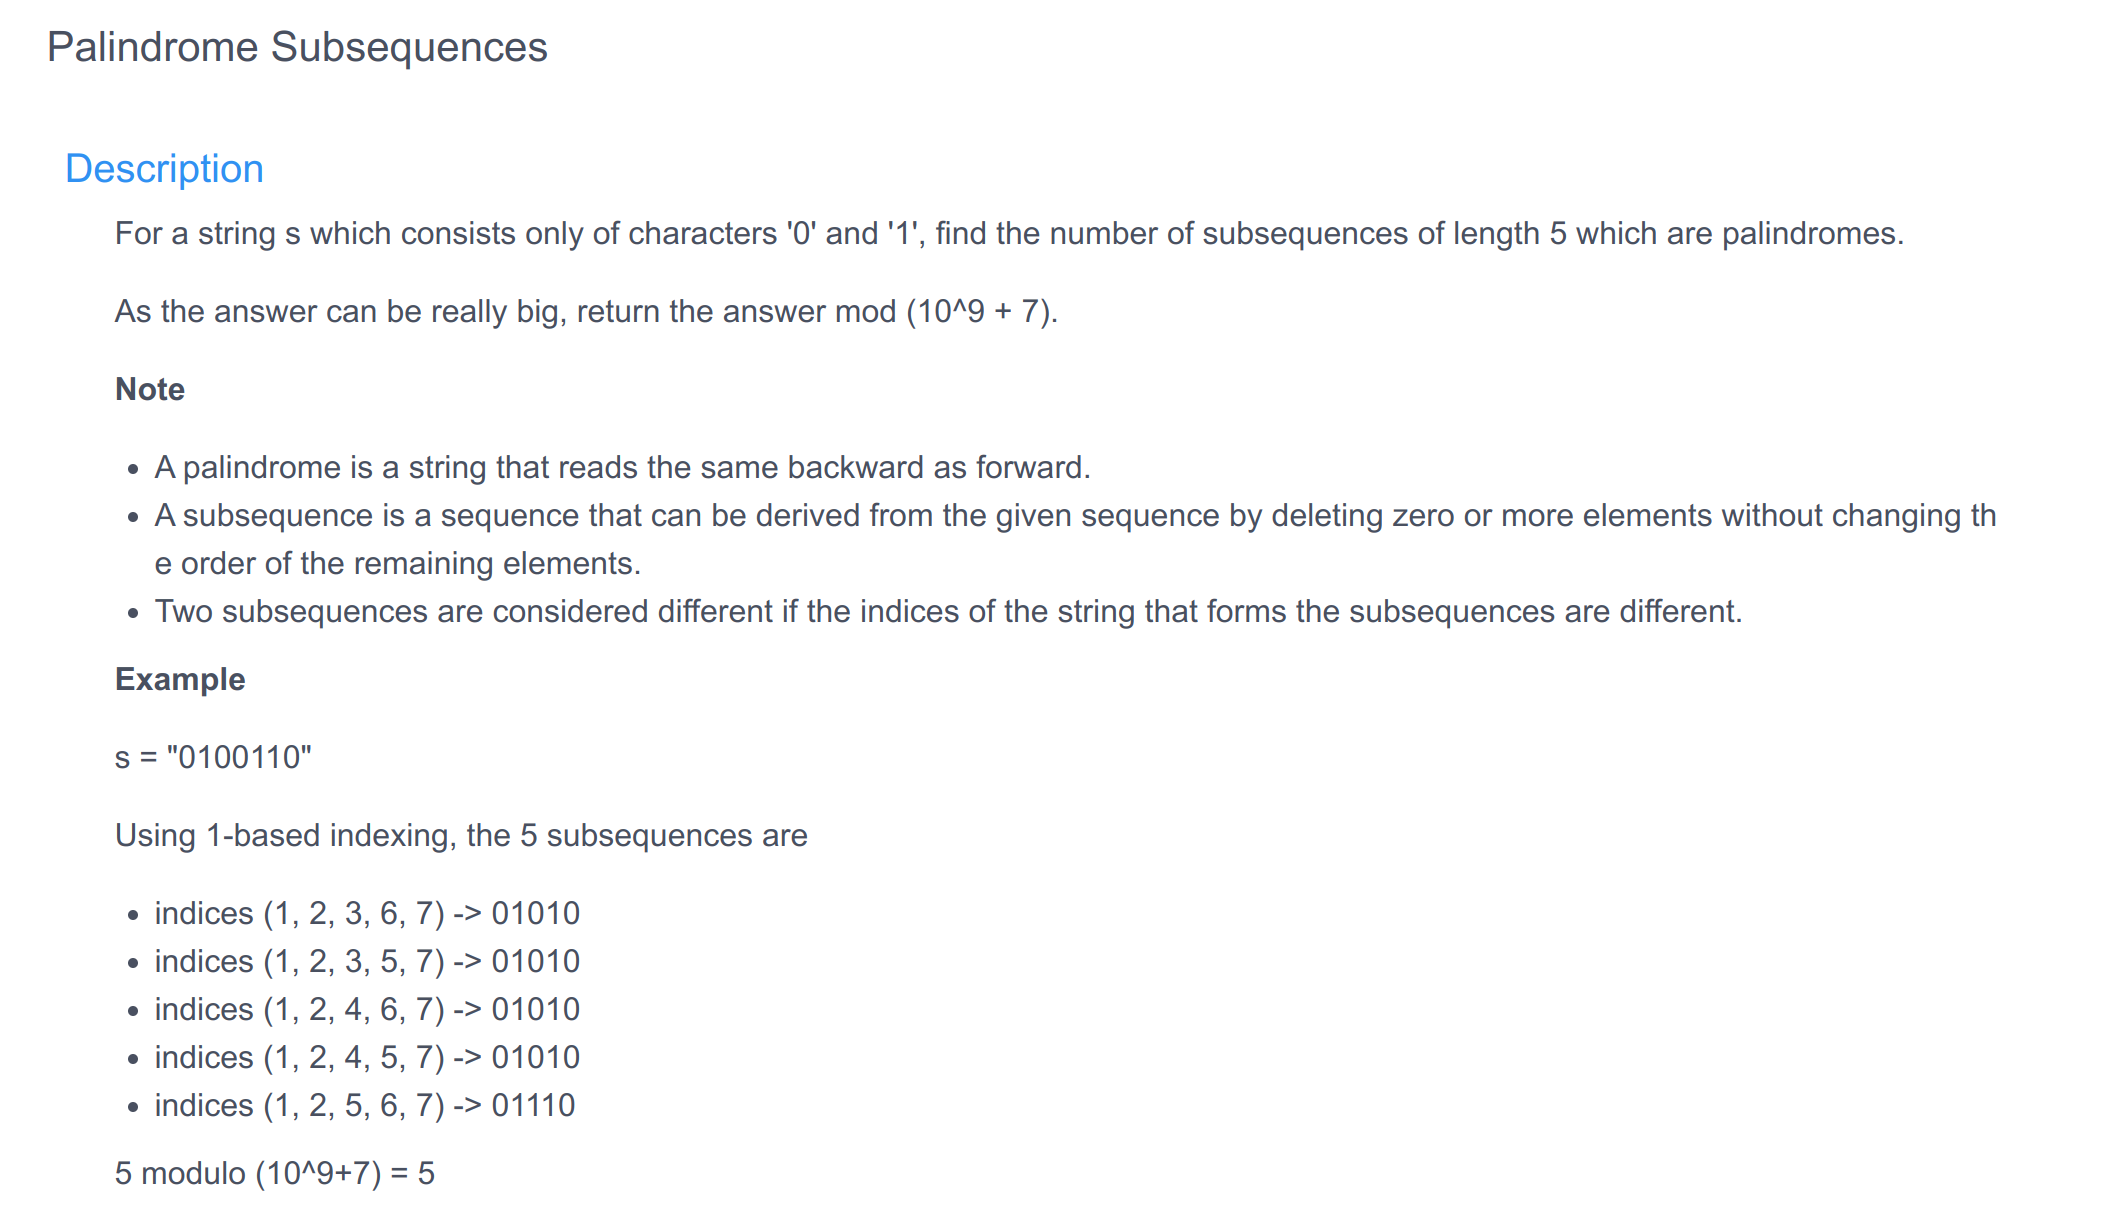 Palindrome Subsequences
Description
For a string s which consists only of characters '0' and '1', find the number of subsequences of length 5 which are palindromes.
As the answer can be really big, return the answer mod (10^9 + 7).
Note
• A palindrome is a string that reads the same backward as forward.
• A subsequence is a sequence that can be derived from the given sequence by deleting zero or more elements without changing th
e order of the remaining elements.
• Two subsequences are considered different if the indices of the string that forms the subsequences are different.
Example
s = "0100110"
Using 1-based indexing, the 5 subsequences are
• indices (1, 2, 3, 6, 7) -> 01010
• indices (1, 2, 3, 5, 7) -> 01010
• indices (1, 2, 4, 6, 7) -> 01010
• indices (1, 2, 4, 5, 7) -> 01010
• indices (1, 2, 5, 6, 7) -> 01110
5 modulo (10^9+7) = 5